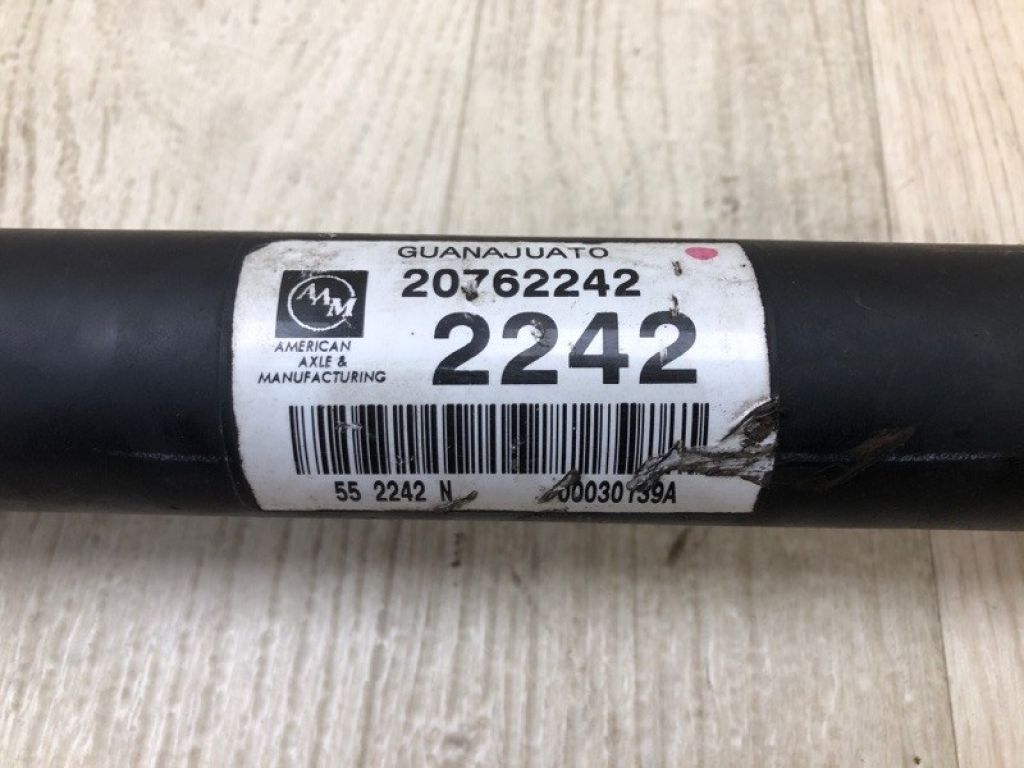 GUANAJUATO
20762242
AAM
2242
AMERICAN
AXLE &
MANUFACTURING
55 2242 N
00030139A